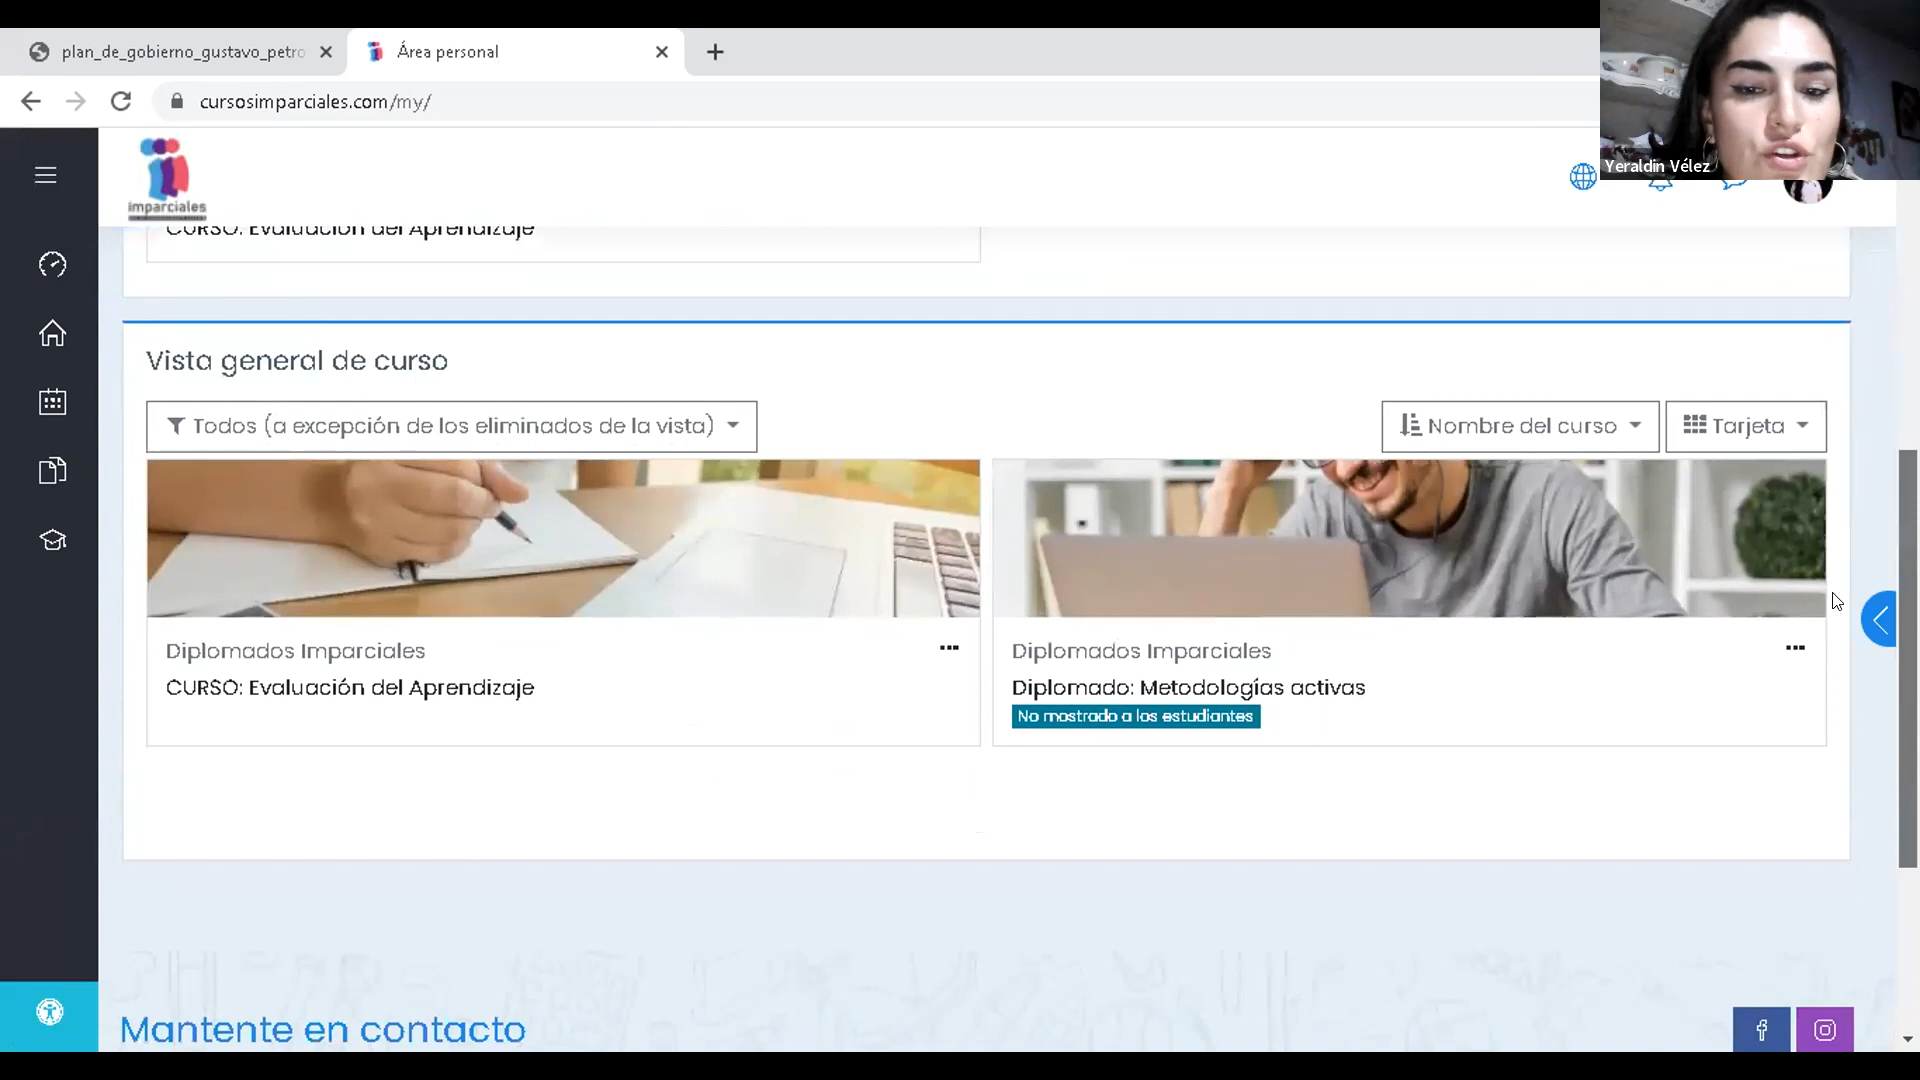 plan_de_gobierno_gustavo_petro
Área personal
cursosimparciales.com/my/
Yeraldin Vélez
imparciales
CURSO: Evaluación del Aprendizaje
Vista general de curso
Todos (a excepción de los eliminados de la vista)
Nombre del curso
Tarjeta
Diplomados Imparciales
CURSO: Evaluación del Aprendizaje
Diplomados Imparciales
Diplomado: Metodologías activas
No mostrado a los estudiantes
Mantente en contacto